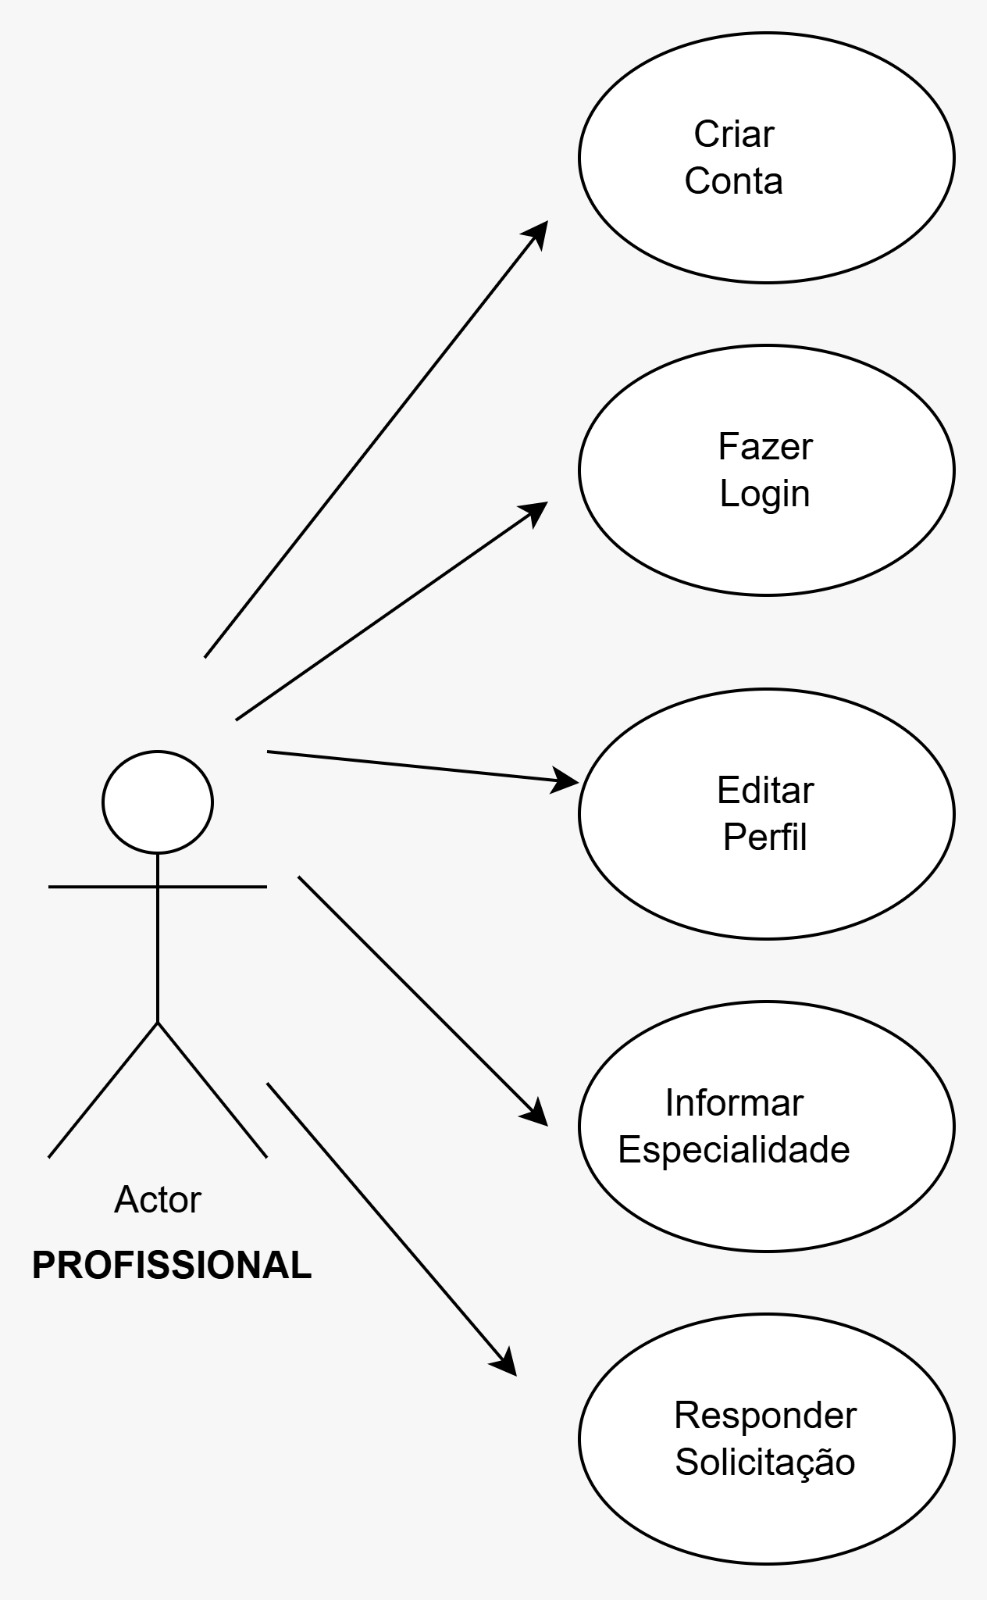 Criar
Conta
Fazer
Login
Editar
Perfil
Informar
Especialidade
Actor
PROFISSIONAL
Responder
Solicitação